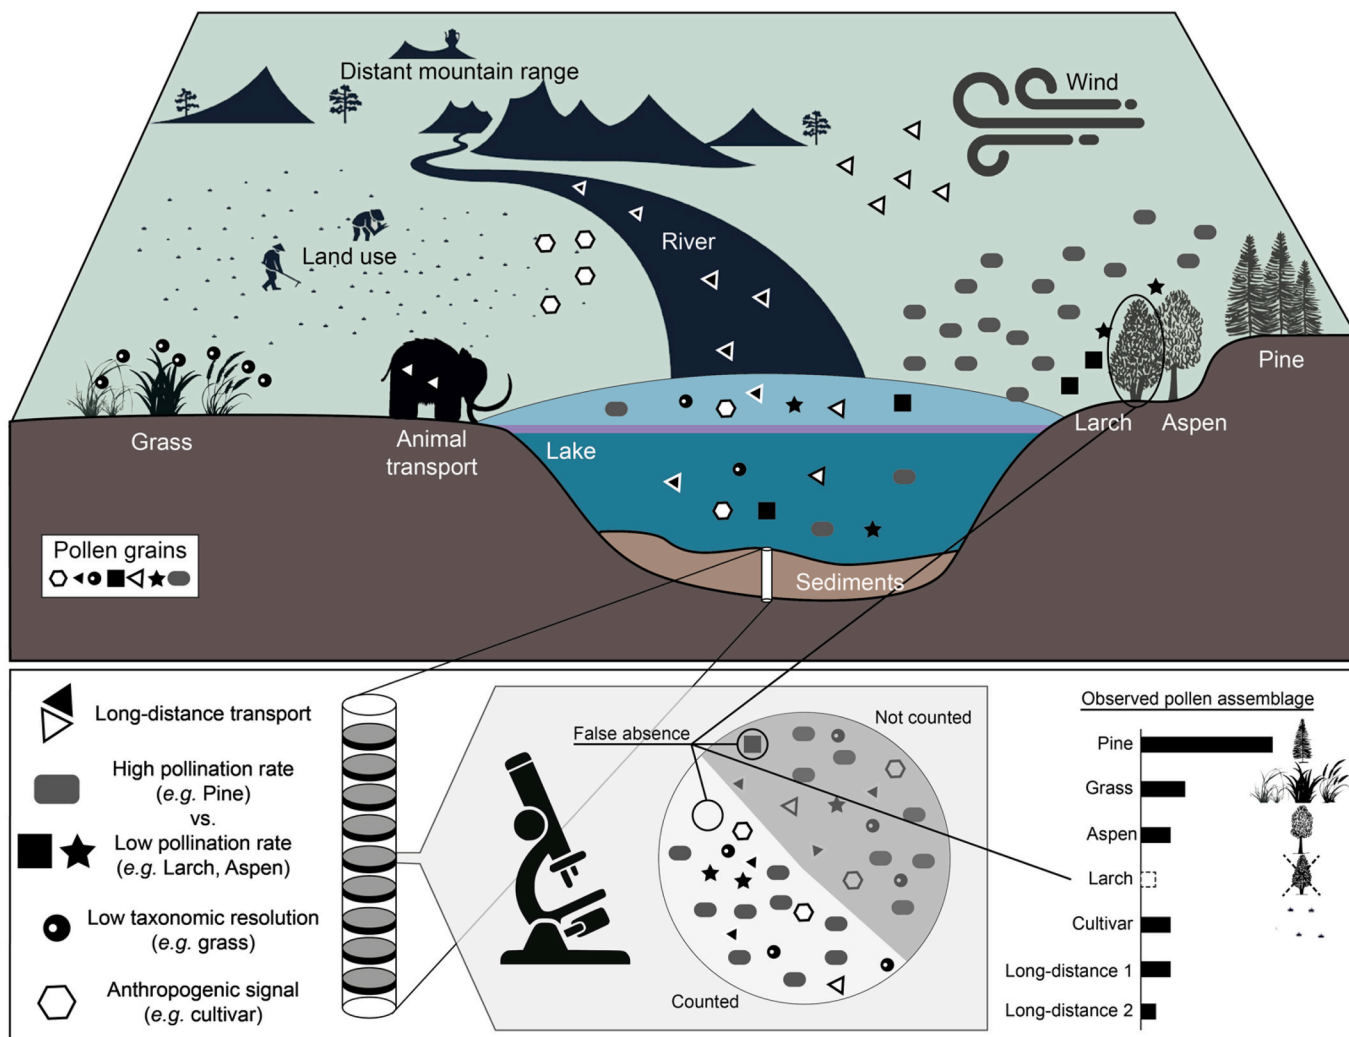 Distant mountain range
Wind
Land use
River
Pine
Grass
Animal
transport
Lake
Larch
Aspen
Pollen grains
Sediments
Long-distance transport
High pollination rate
(e.g. Pine)
vs.
Low pollination rate
(e.g. Larch, Aspen)
Low taxonomic resolution
(e.g. grass)
Anthropogenic signal
(e.g. cultivar)
False absence
Not counted
Counted
Observed pollen assemblage
Pine
Grass
Aspen
Larch
Cultivar
Long-distance 1
Long-distance 2